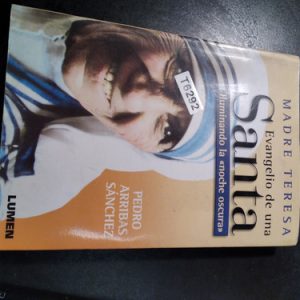 MADRE TERESA
Santa
Evangelio de una
Iluminando la «noche oscura»
T6292
PEDRO
ARRIBAS
SÁNCHEZ
LUMEN